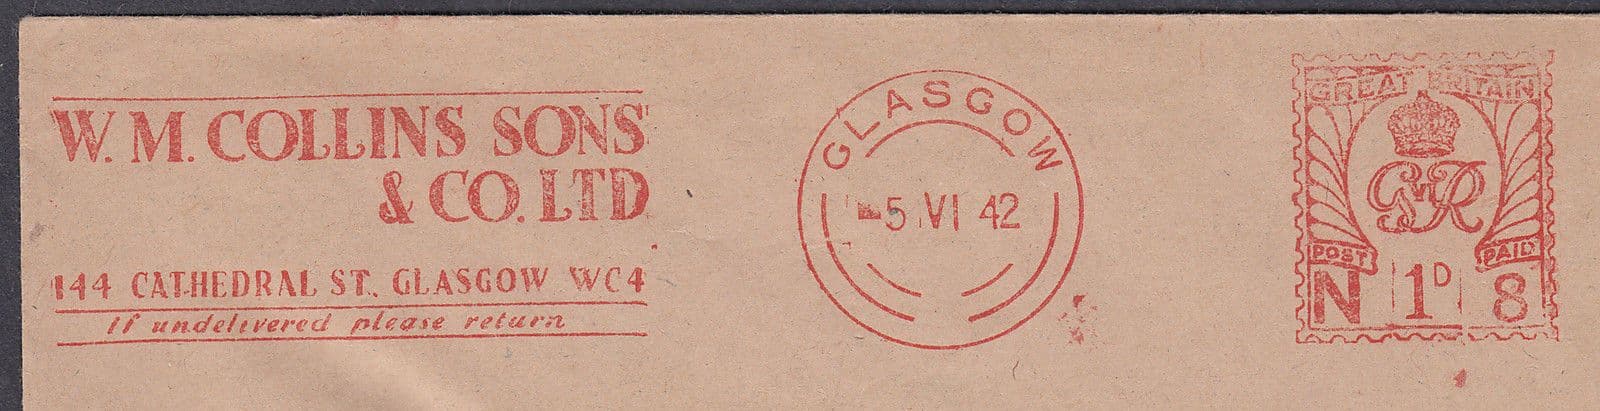 W. M. COLLINS SONS
& CO. LTD
144 CATHEDRAL ST. GLASGOW WC4
if undelivered please return
GLASGOW
-5 VI 42
GREAT BRITAIN
GVIR
POST PAID
N 1D 8